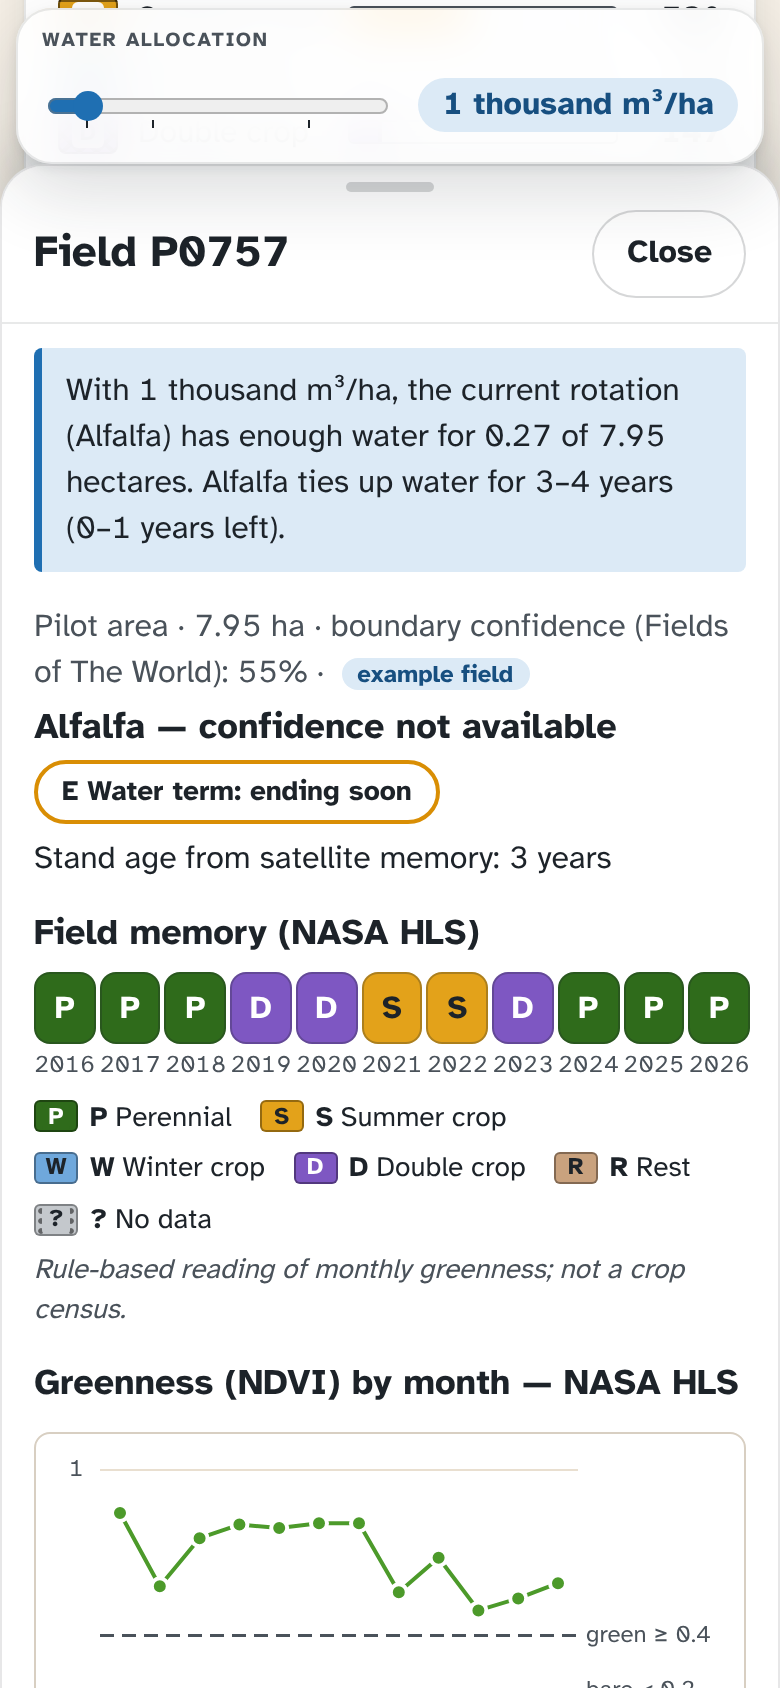 WATER ALLOCATION
1 thousand m³/ha
Double crop
Field P0757
Close
With 1 thousand m³/ha, the current rotation
(Alfalfa) has enough water for 0.27 of 7.95
hectares. Alfalfa ties up water for 3–4 years
(0–1 years left).
Pilot area · 7.95 ha · boundary confidence (Fields
of The World): 55% · example field
Alfalfa — confidence not available
E Water term: ending soon
Stand age from satellite memory: 3 years
Field memory (NASA HLS)
P P P D D S S D P P P
2016 2017 2018 2019 2020 2021 2022 2023 2024 2025 2026
P P Perennial S S Summer crop
W W Winter crop D D Double crop R R Rest
? ? No data
Rule-based reading of monthly greenness; not a crop
census.
Greenness (NDVI) by month — NASA HLS
1
green ≥ 0.4